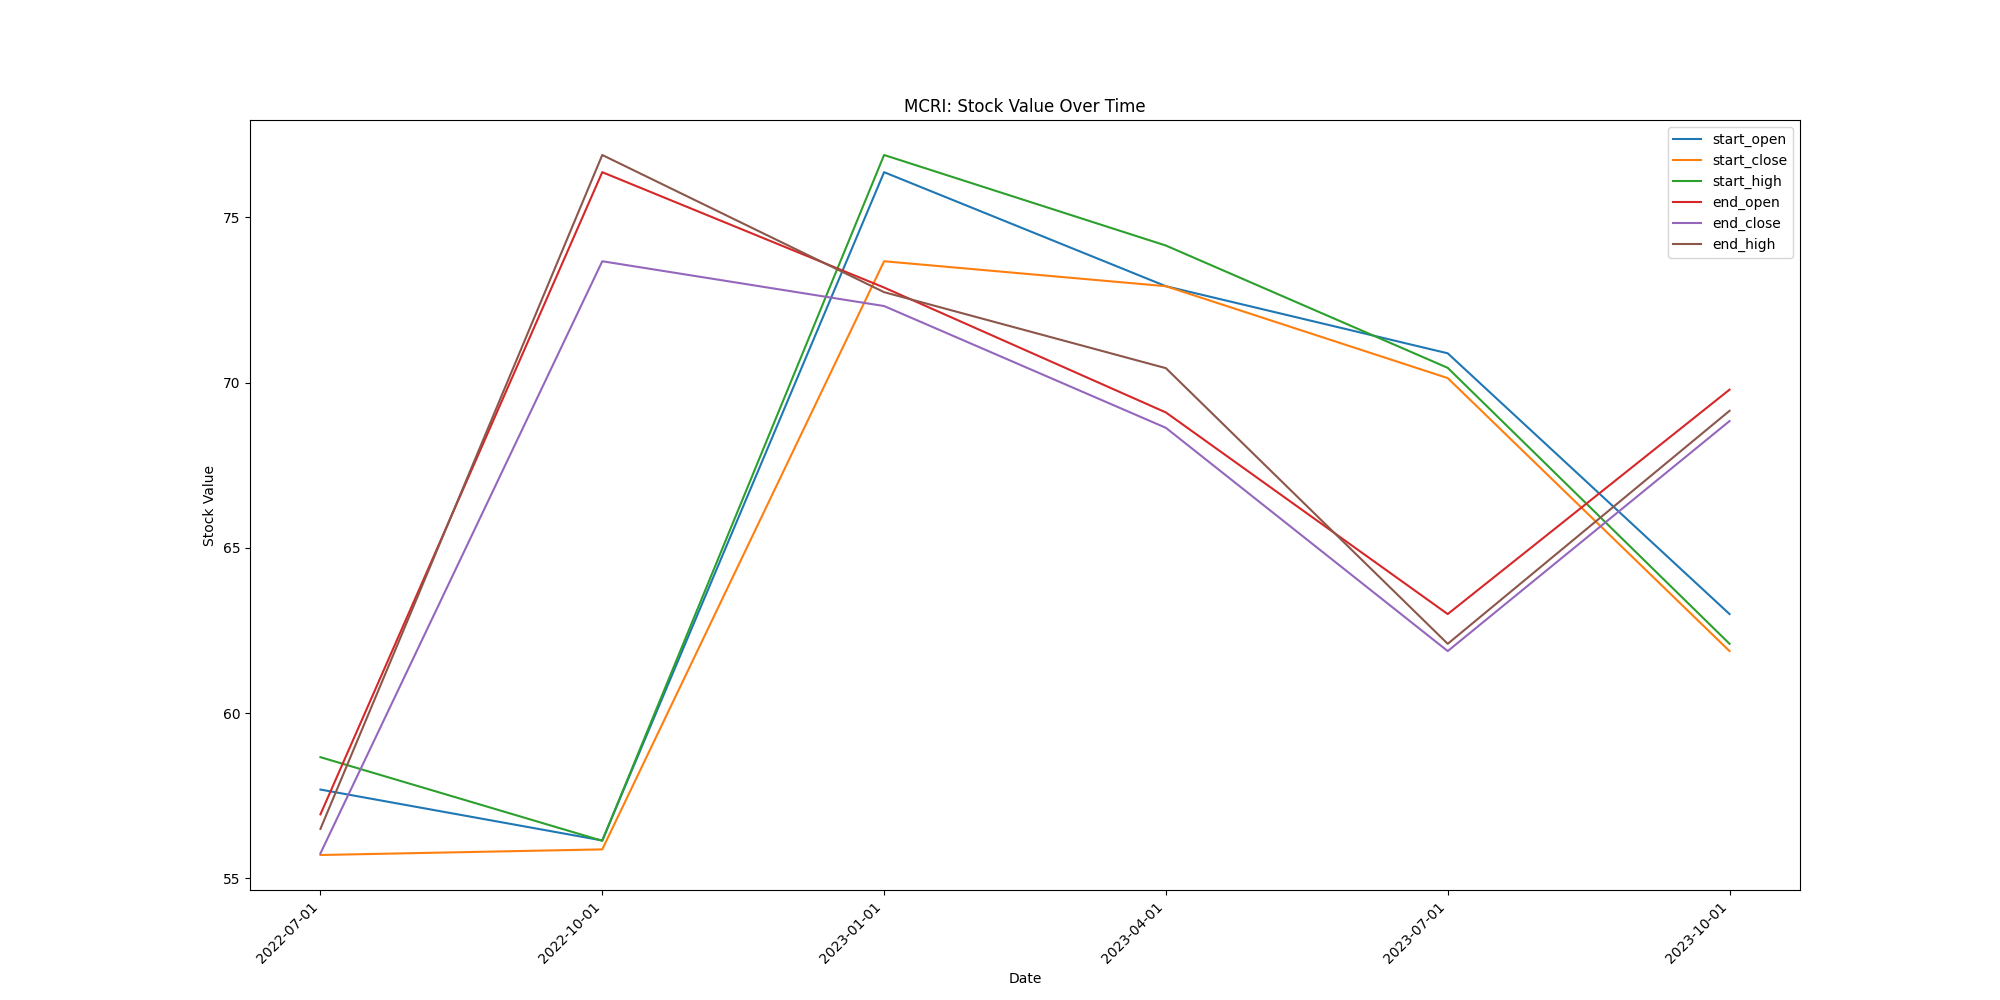 MCRI: Stock Value Over Time
start_open
start_close
start_high
end_open
end_close
end_high
Stock Value
75
70
65
60
55
2022-07-01
2022-10-01
2023-01-01
2023-04-01
2023-07-01
2023-10-01
Date